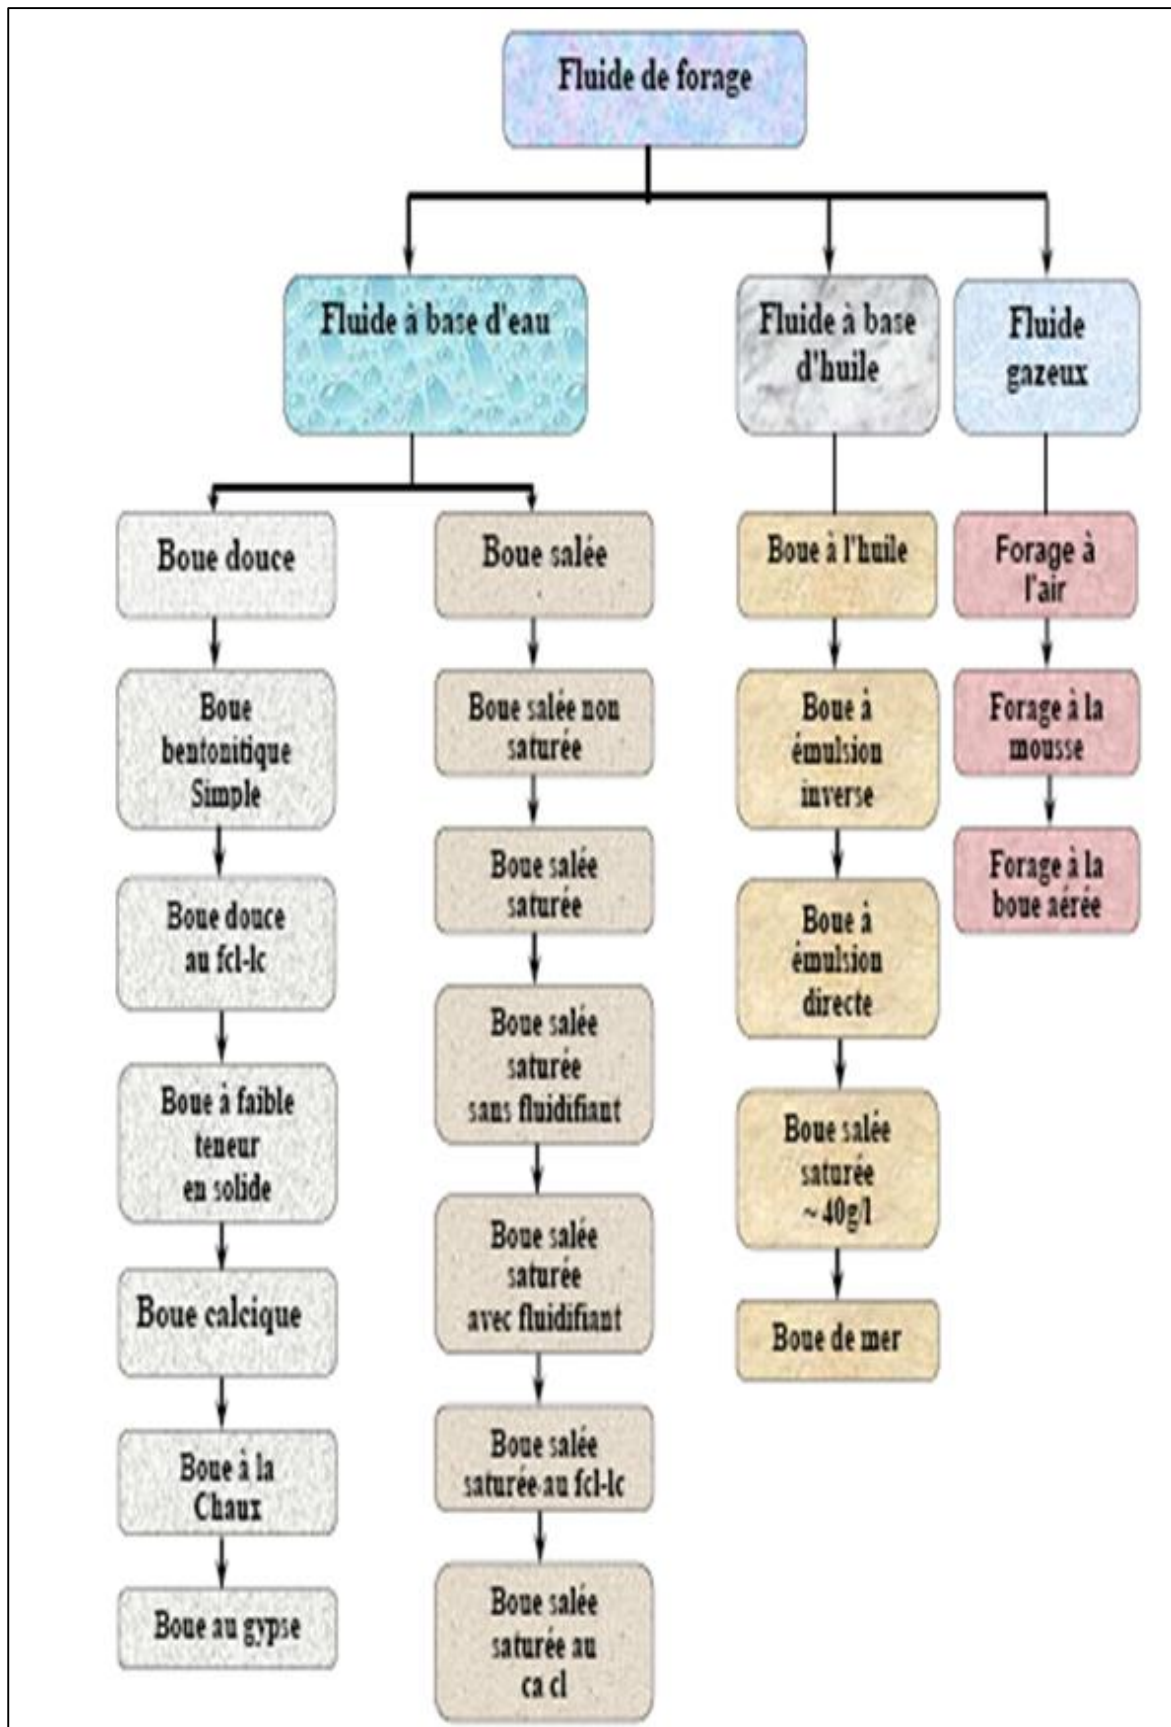 Fluide de forage
Fluide à base d'eau
Fluide à base
d'huile
Fluide
gazeux
Boue douce
Boue
bentonitique
Simple
Boue douce
au fcl-lc
Boue à faible
teneur
en solide
Boue calcique
Boue à la
Chaux
Boue au gypse
Boue salée
Boue salée non
saturée
Boue salée
saturée
Boue salée
saturée
sans fluidifiant
Boue salée
saturée
avec fluidifiant
Boue salée
saturée au fcl-lc
Boue salée
saturée au
ca cl
Boue à l'huile
Boue à
émulsion
inverse
Boue à
émulsion
directe
Boue salée
saturée
~ 40g/l
Boue de mer
Forage à
l'air
Forage à la
mousse
Forage à la
boue aérée